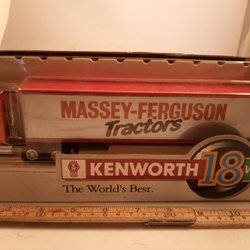 MASSEY-FERGUSON
Tractors
KENWORTH 18
The World's Best.